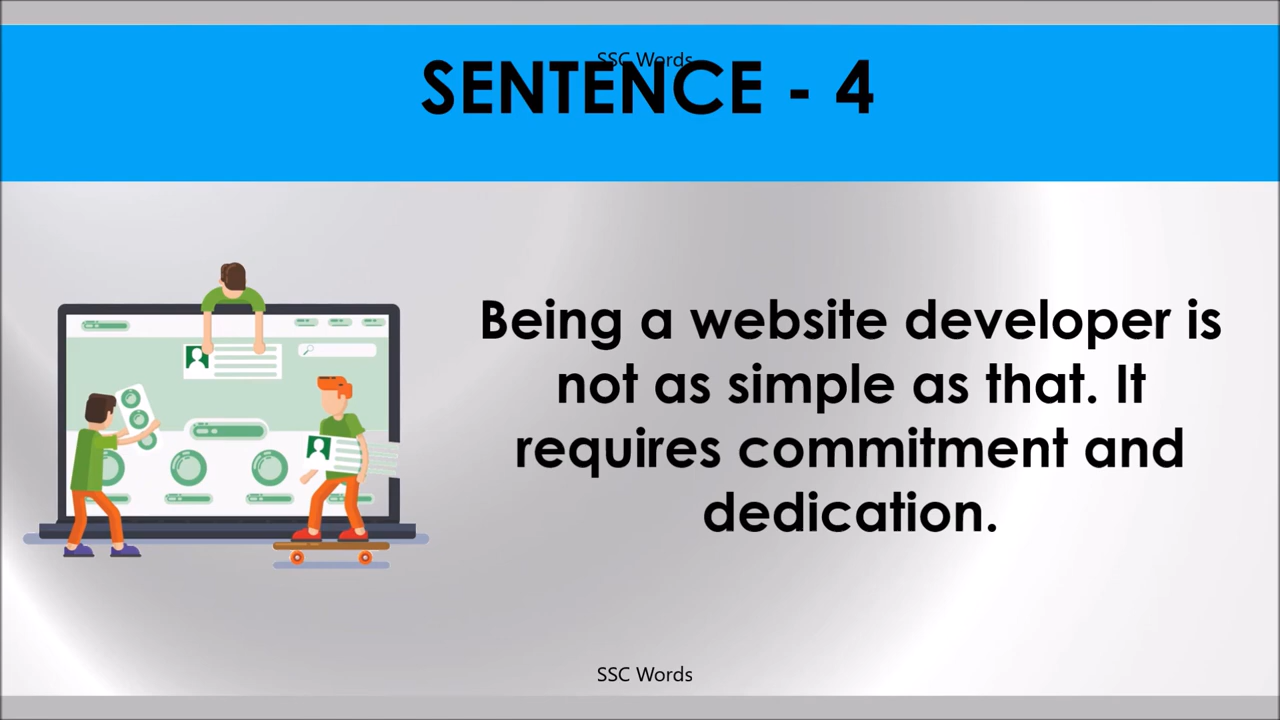 SSC Words
SENTENCE - 4
Being a website developer is
not as simple as that. It
requires commitment and
dedication.
SSC Words